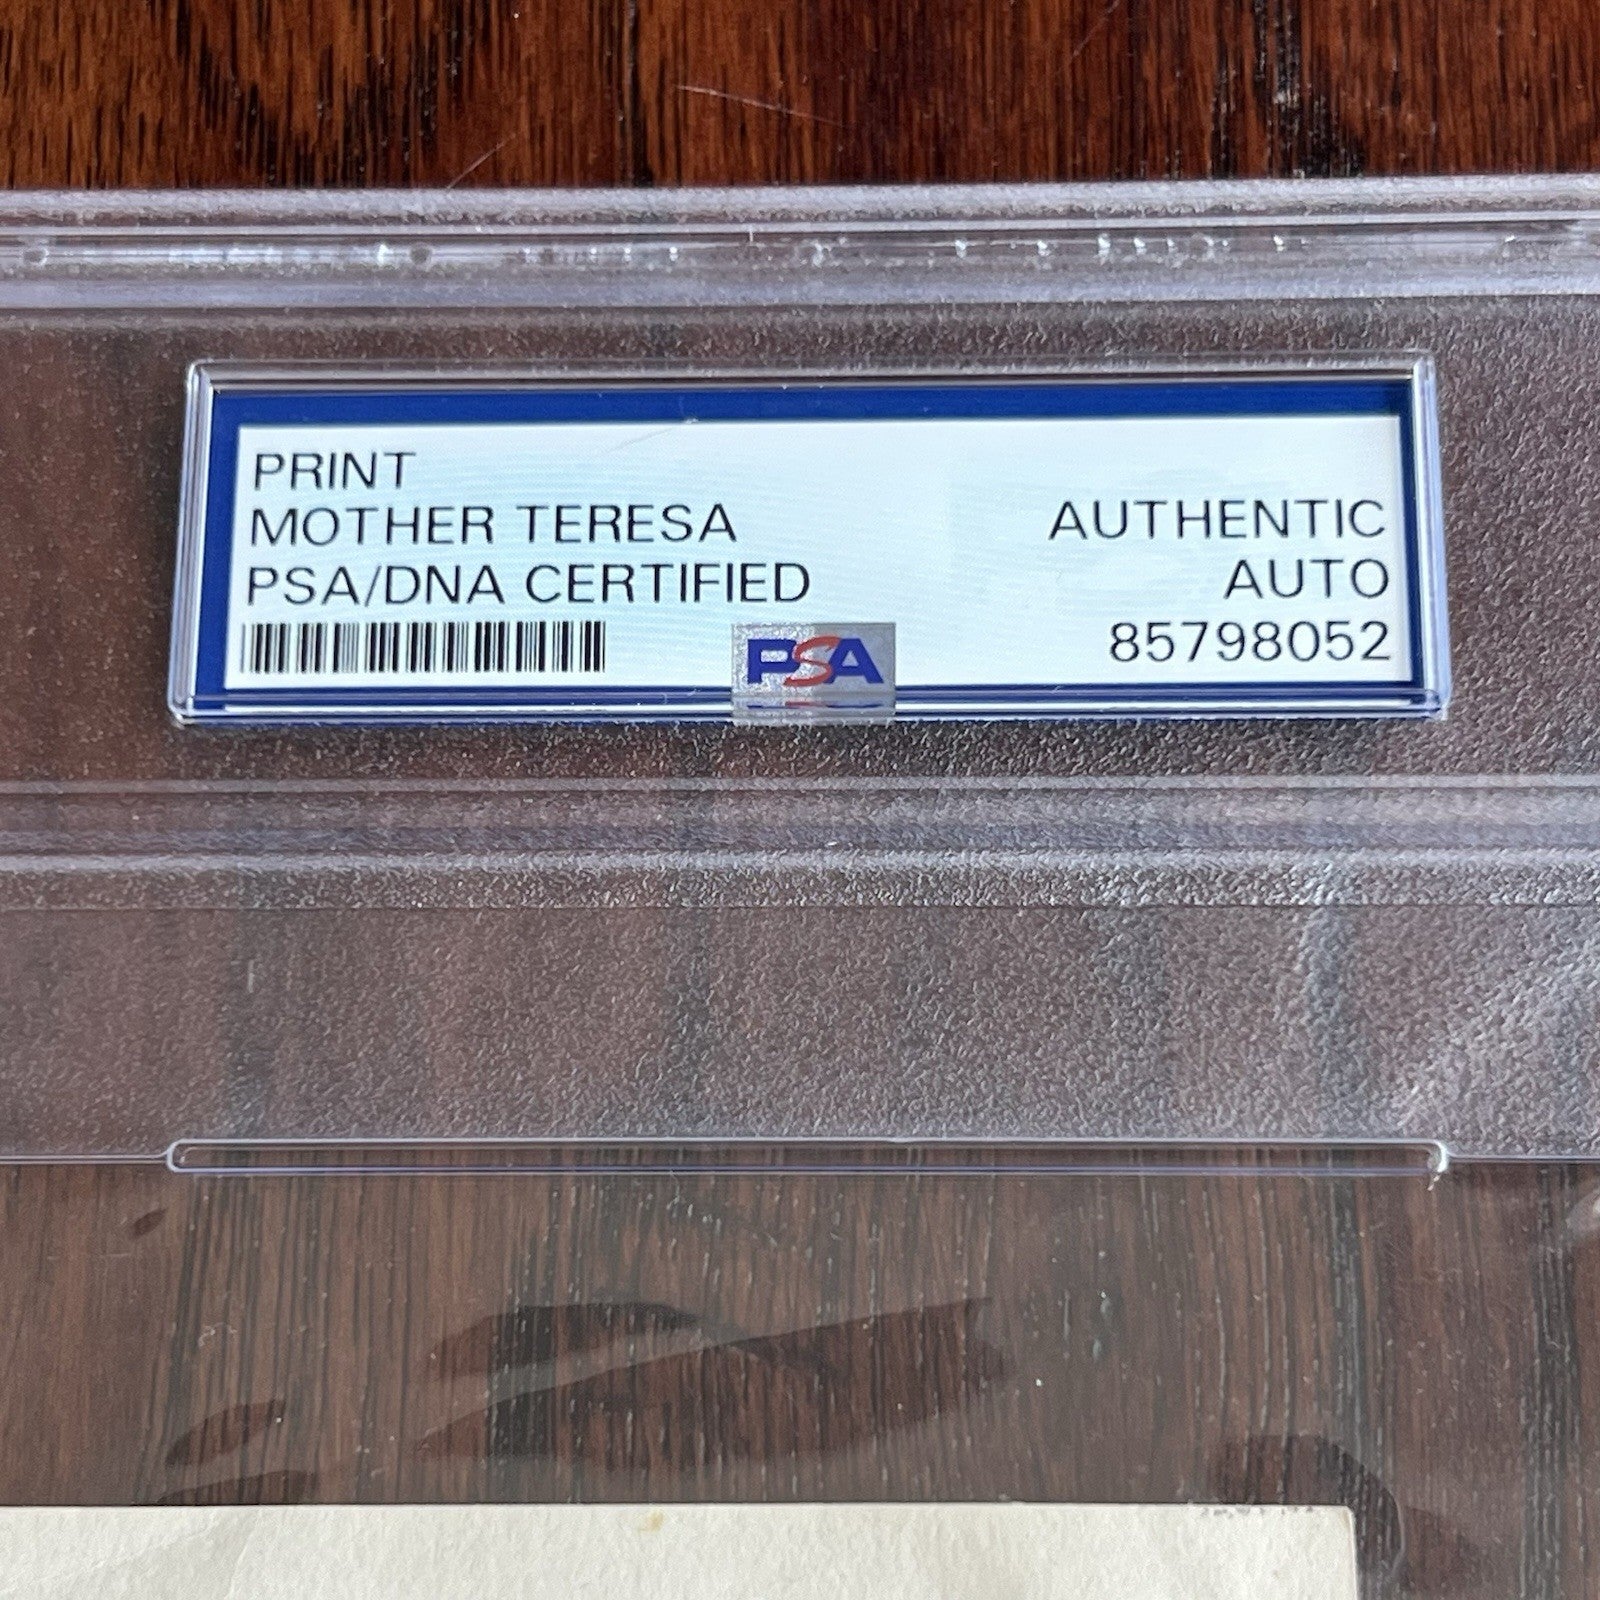 PRINT
MOTHER TERESA
PSA/DNA CERTIFIED
AUTHENTIC
AUTO
85798052
PSA